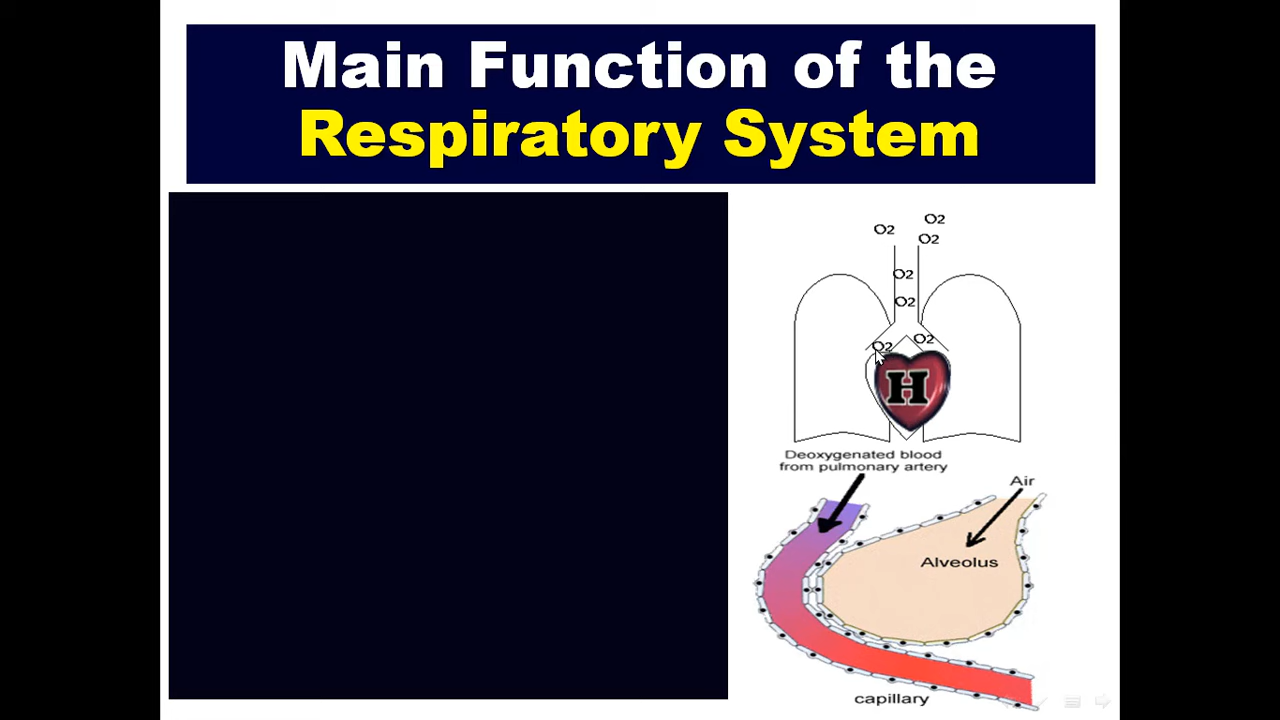 Main Function of the
Respiratory System
O2
O2
O2
O2
O2
O2
O2
H
Deoxygenated blood
from pulmonary artery
Air
Alveolus
capillary